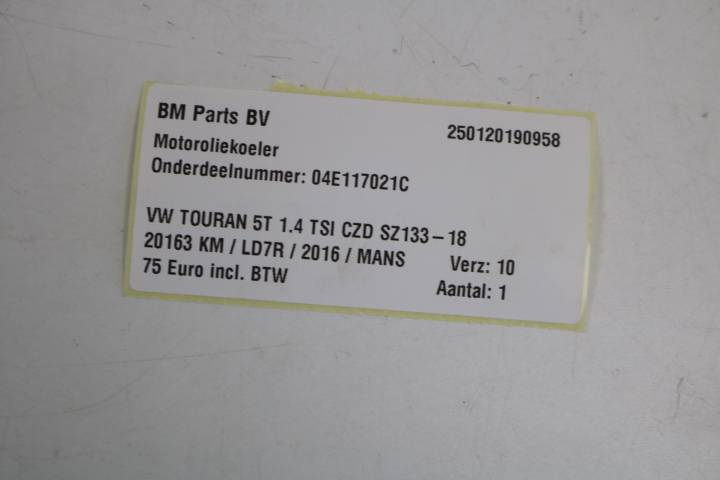 BM Parts BV
250120190958
Motoroliekoeler
Onderdeelnummer: 04E117021C
VW TOURAN 5T 1.4 TSI CZD SZ133-18
20163 KM / LD7R / 2016 / MANS
Verz: 10
75 Euro incl. BTW
Aantal: 1